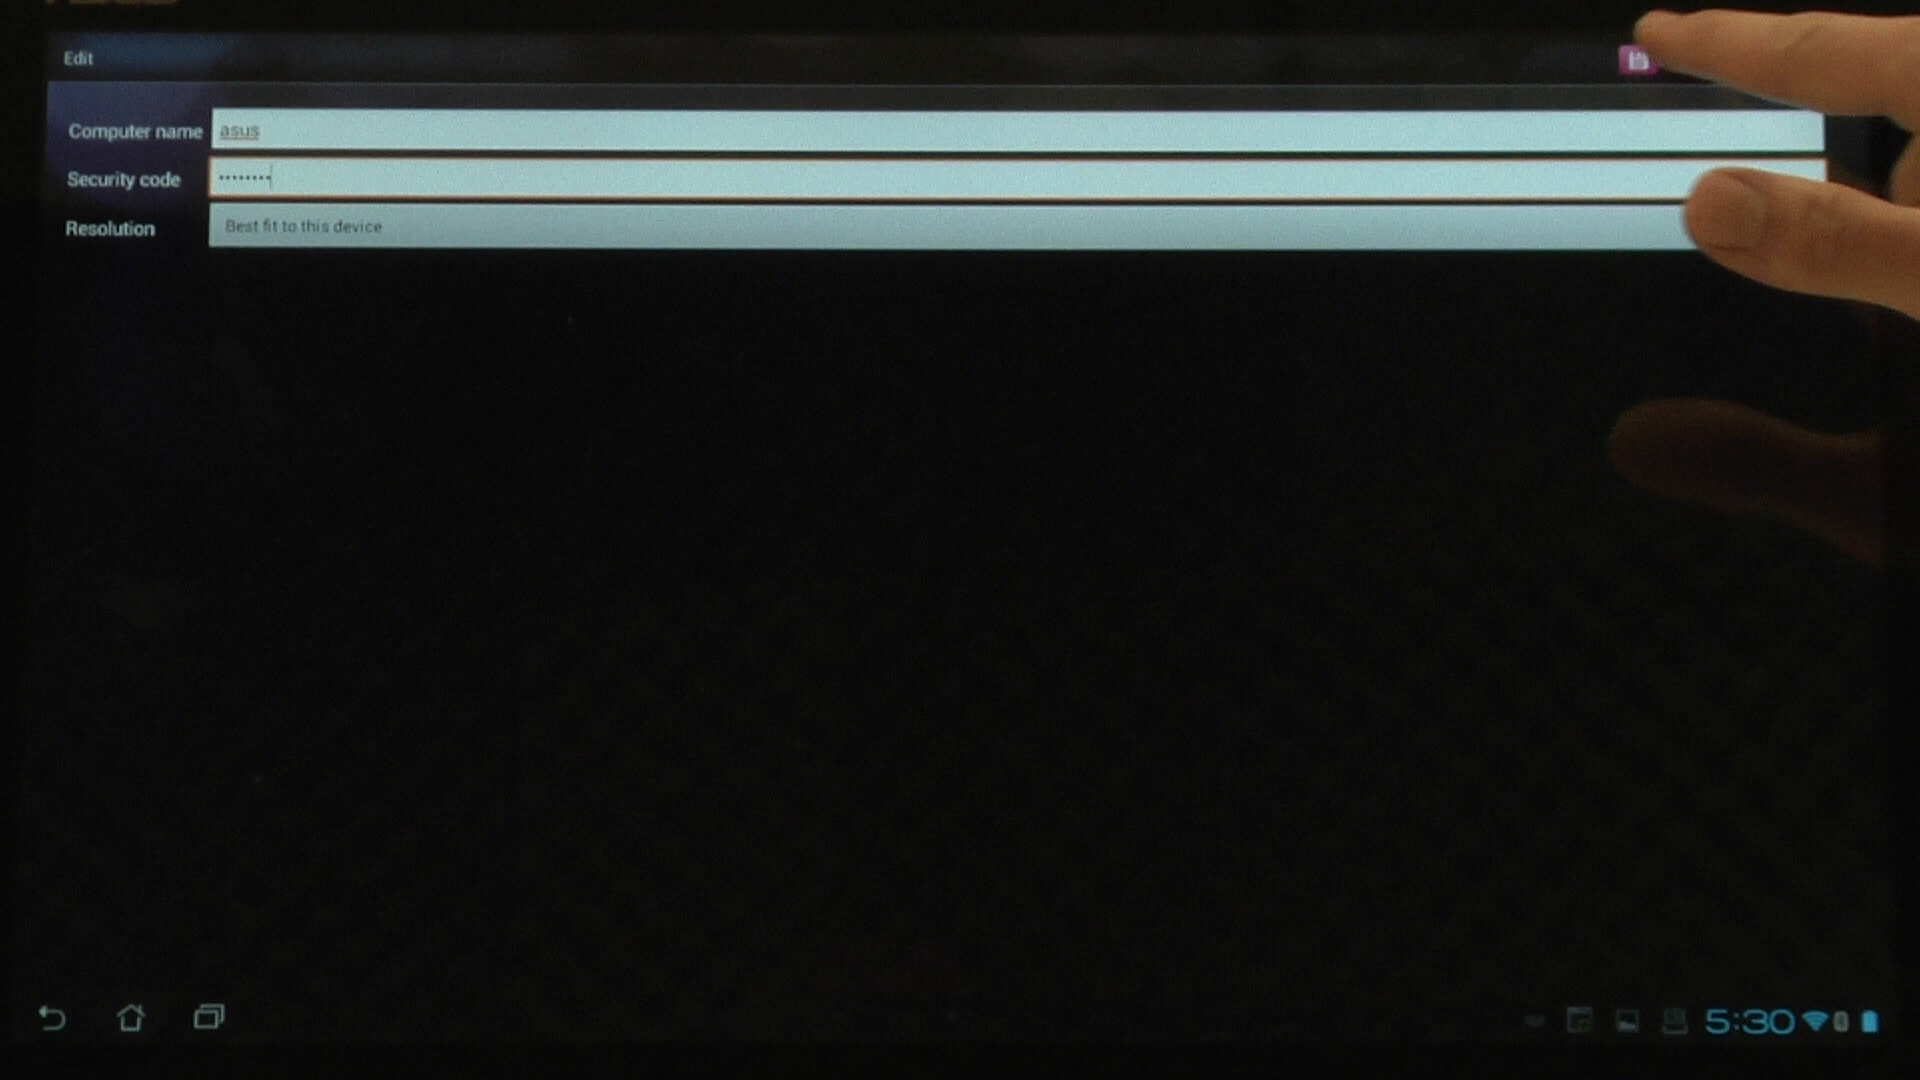 Edit
Computer name asus
Security code ········
Resolution Best fit to this device
5:30